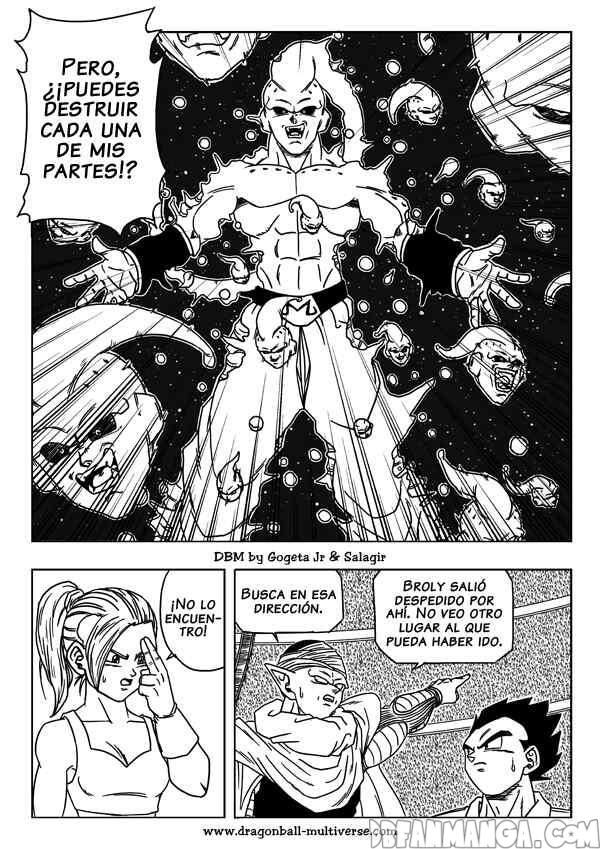 PERO,
¿¡PUEDES
DESTRUIR
CADA UNA
DE MIS
PARTES!?
M
DBM by Gogeta Jr & Salagir
¡NO LO
ENCUEN-
TRO!
BUSCA EN ESA
DIRECCIÓN.
BROLY SALIÓ
DESPEDIDO POR
AHÍ. NO VEO OTRO
LUGAR AL QUE
PUEDA HABER IDO.
www.dragonball-multiverse.com
DBFANMANGA.COM